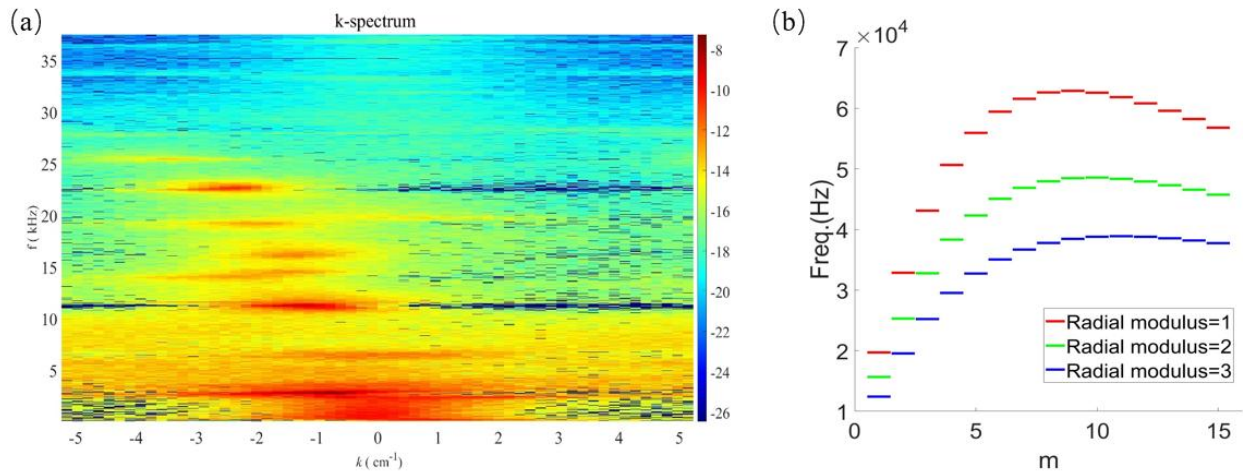 (a)
k-spectrum
35
30
25
20
15
10
5
f ( kHz)
-5 -4 -3 -2 -1 0 1 2 3 4 5
k ( cm⁻¹)
-8
-10
-12
-14
-16
-18
-20
-22
-24
-26
(b)
×10⁴
7
6
5
4
3
2
1
Freq.(Hz)
Radial modulus=1
Radial modulus=2
Radial modulus=3
0 5 10 15
m